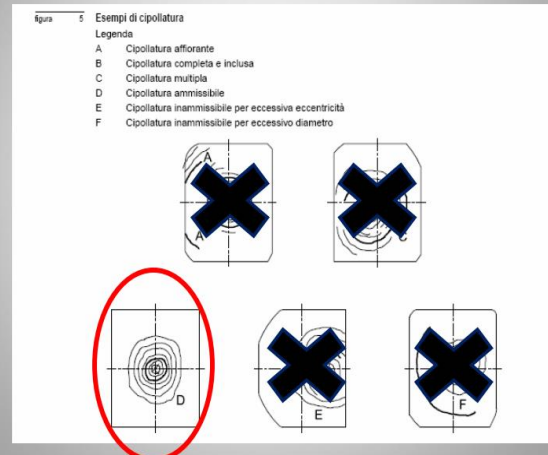 figura 5 Esempi di cipollatura
Legenda
A Cipollatura affiorante
B Cipollatura completa e inclusa
C Cipollatura multipla
D Cipollatura ammissibile
E Cipollatura inammissibile per eccessiva eccentricità
F Cipollatura inammissibile per eccessivo diametro
A
A
C
D
E
F